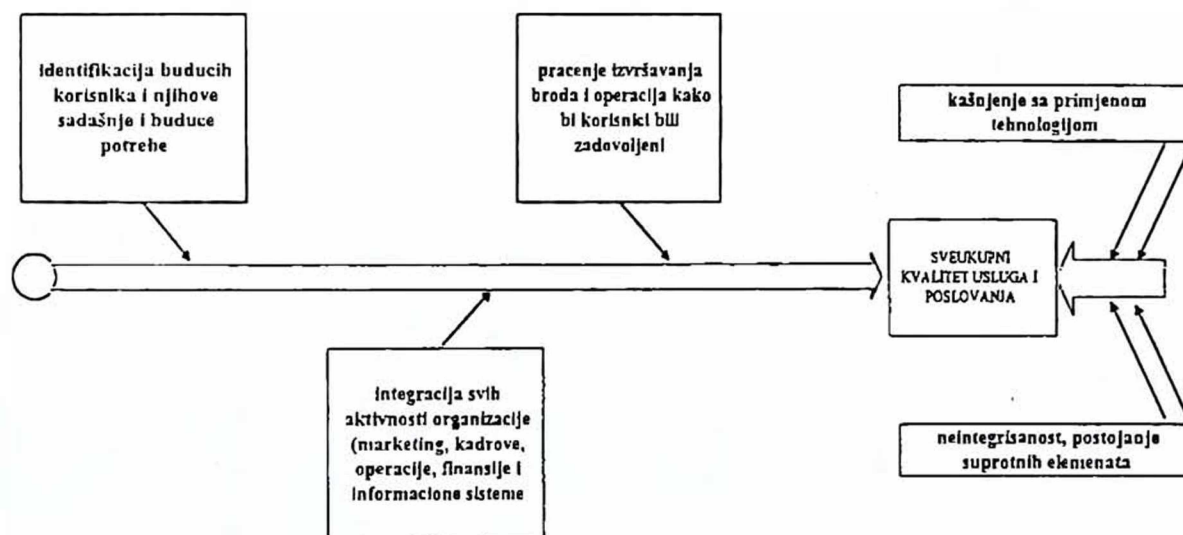 identifikacija buducih
korisnika i njihove
sadašnje i buduce
potrehe
pracenje izvršavanja
broda i operacija kako
bi korisnici bili
zadovoljeni
kašnjenje sa primjenom
tehnologijom
SVEUKUPNI
KVALITET USLUGA I
POSLOVANJA
integracija svih
aktivnosti organizacije
(marketing, kadrove,
operacije, finansije i
informacione sisteme
neintegrisanost, postojanje
suprotnih elemenata